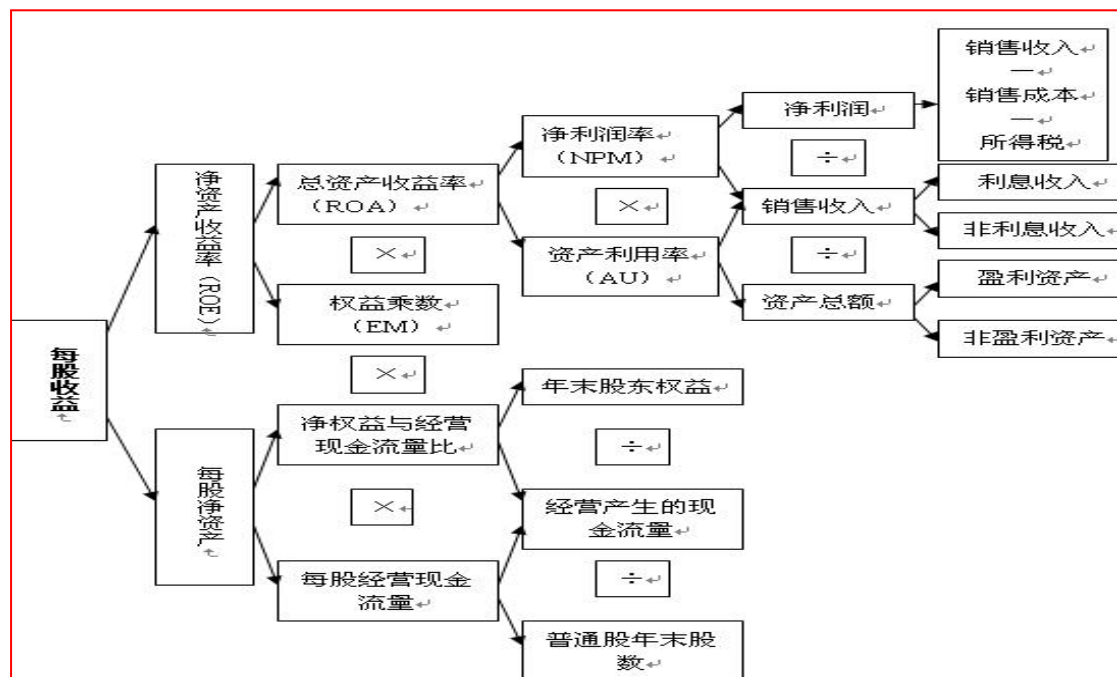 每股收益
净资产收益率（ROE）
每股净资产
总资产收益率
（ROA）
×
权益乘数
（EM）
×
净权益与经营
现金流量比
×
每股经营现金
流量
净利润率
（NPM）
×
资产利用率
（AU）
年末股东权益
÷
经营产生的现
金流量
÷
普通股年末股
数
净利润
÷
销售收入
÷
资产总额
销售收入
—
销售成本
—
所得税
利息收入
非利息收入
盈利资产
非盈利资产